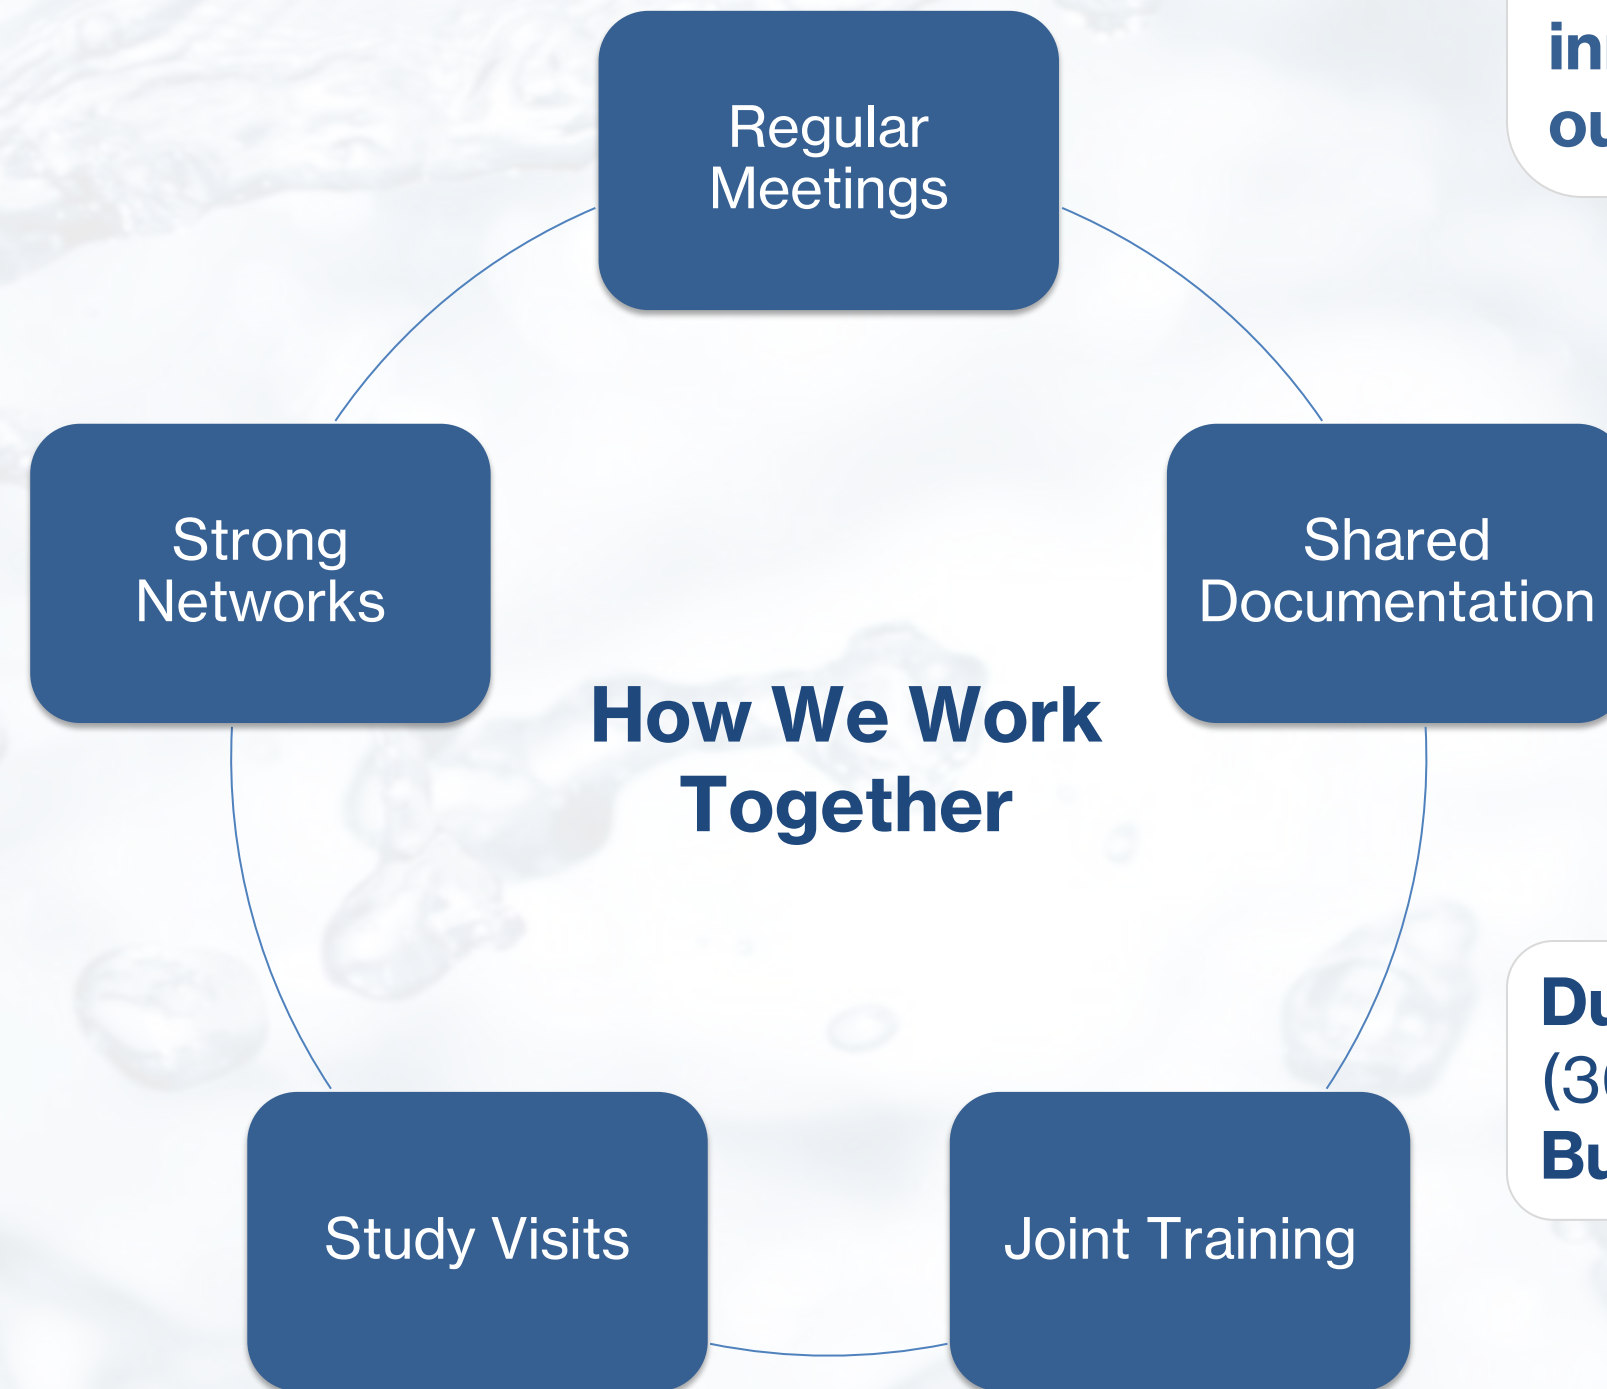 Regular
Meetings
Strong
Networks
Shared
Documentation
How We Work
Together
Study Visits
Joint Training